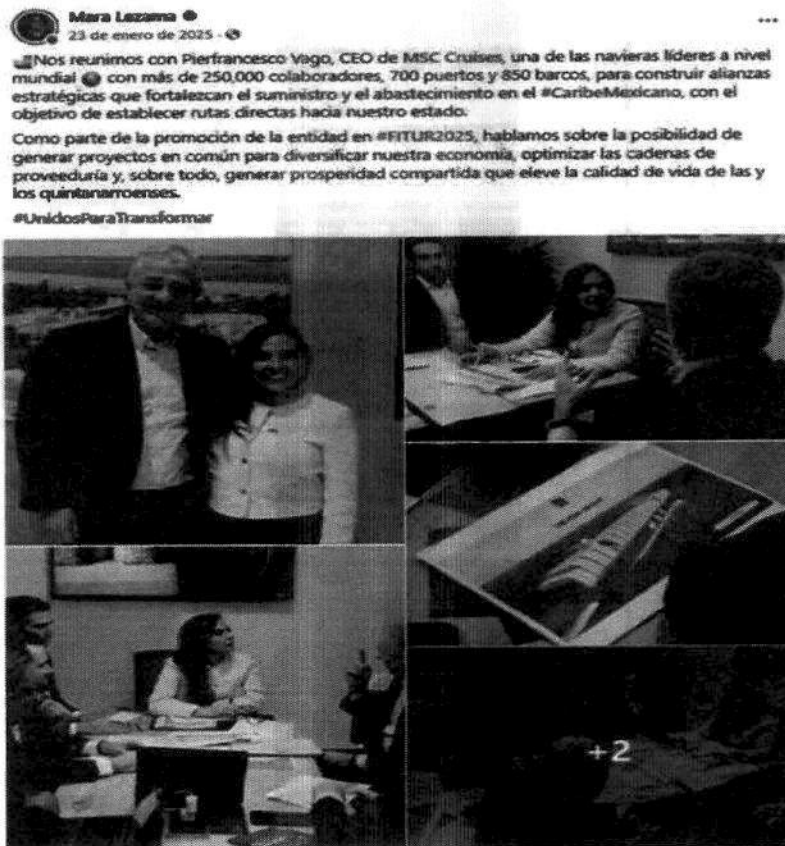 Mara Lezama
23 de enero de 2025 ·
Nos reunimos con Pierfrancesco Vago, CEO de MSC Cruises, una de las navieras líderes a nivel
mundial con más de 250,000 colaboradores, 700 puertos y 850 barcos, para construir alianzas
estratégicas que fortalezcan el suministro y el abastecimiento en el #CaribeMexicano, con el
objetivo de establecer rutas directas hacia nuestro estado.
Como parte de la promoción de la entidad en #FITUR2025, hablamos sobre la posibilidad de
generar proyectos en común para diversificar nuestra economía, optimizar las cadenas de
proveeduría y, sobre todo, generar prosperidad compartida que eleve la calidad de vida de las y
los quintanarroenses.
#UnidosParaTransformar
+2